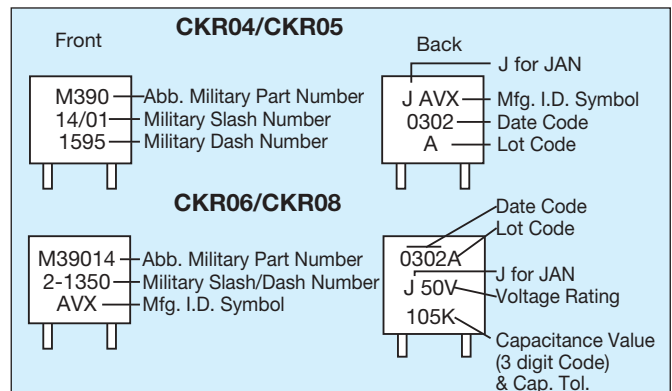 CKR04/CKR05
Front
M390
14/01
1595
Abb. Military Part Number
Military Slash Number
Military Dash Number
Back
J for JAN
J AVX
0302
A
Mfg. I.D. Symbol
Date Code
Lot Code
CKR06/CKR08
M39014
2-1350
AVX
Abb. Military Part Number
Military Slash/Dash Number
Mfg. I.D. Symbol
Date Code
Lot Code
0302A
J 50V
105K
J for JAN
Voltage Rating
Capacitance Value
(3 digit Code)
& Cap. Tol.